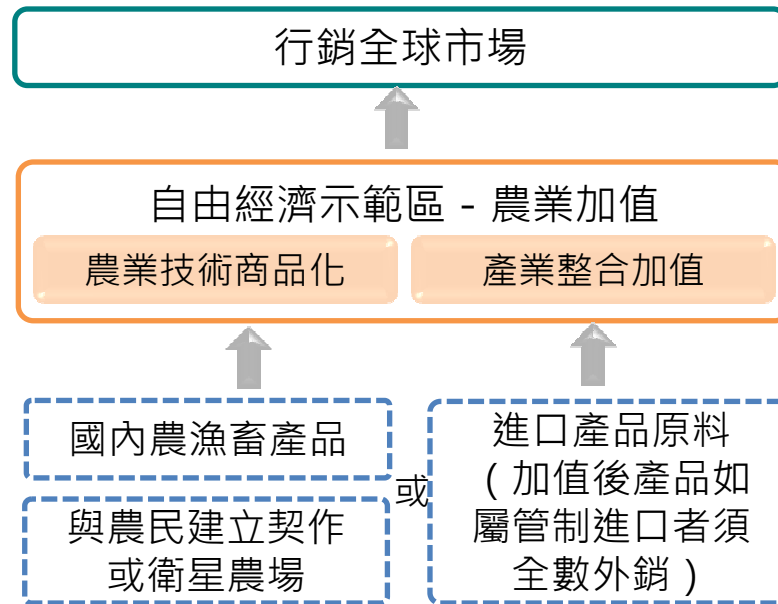 行銷全球市場
自由經濟示範區 - 農業加值
農業技術商品化
產業整合加值
國內農漁畜產品
與農民建立契作
或衛星農場
或
進口產品原料
（加值後產品如
屬管制進口者須
全數外銷）